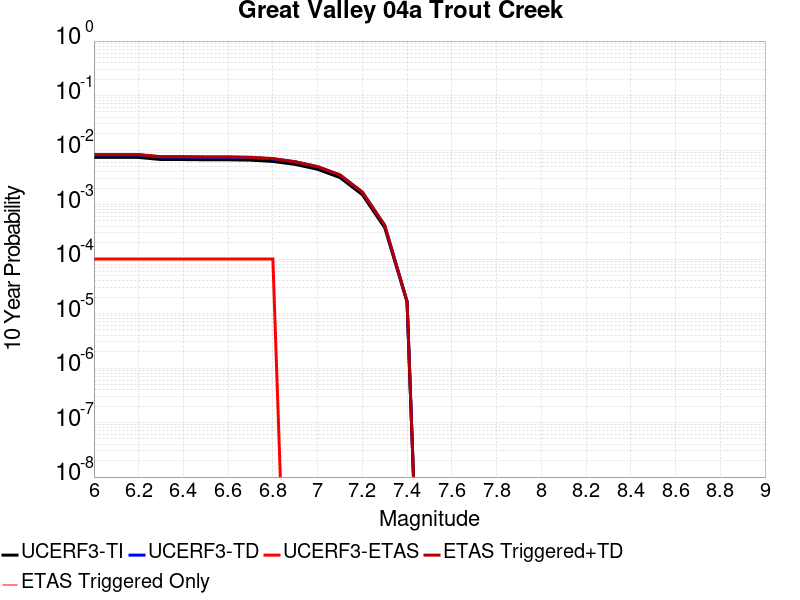 Great Valley 04a Trout Creek
10^0
10^-1
10^-2
10^-3
10^-4
10^-5
10^-6
10^-7
10^-8
10 Year Probability
6 6.2 6.4 6.6 6.8 7 7.2 7.4 7.6 7.8 8 8.2 8.4 8.6 8.8 9
Magnitude
UCERF3-TI UCERF3-TD UCERF3-ETAS ETAS Triggered+TD
ETAS Triggered Only